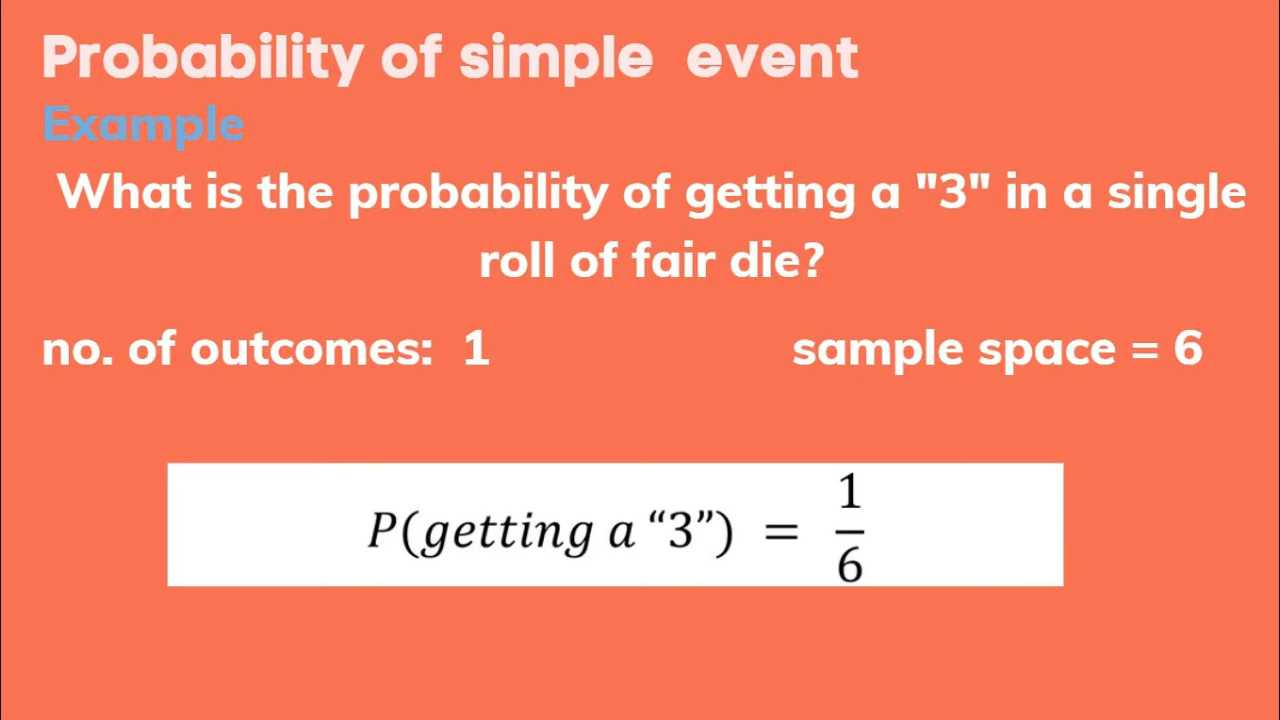 Probability of simple event
Example
What is the probability of getting a "3" in a single
roll of fair die?
no. of outcomes: 1 sample space = 6
P(getting a “3”) = 1/6